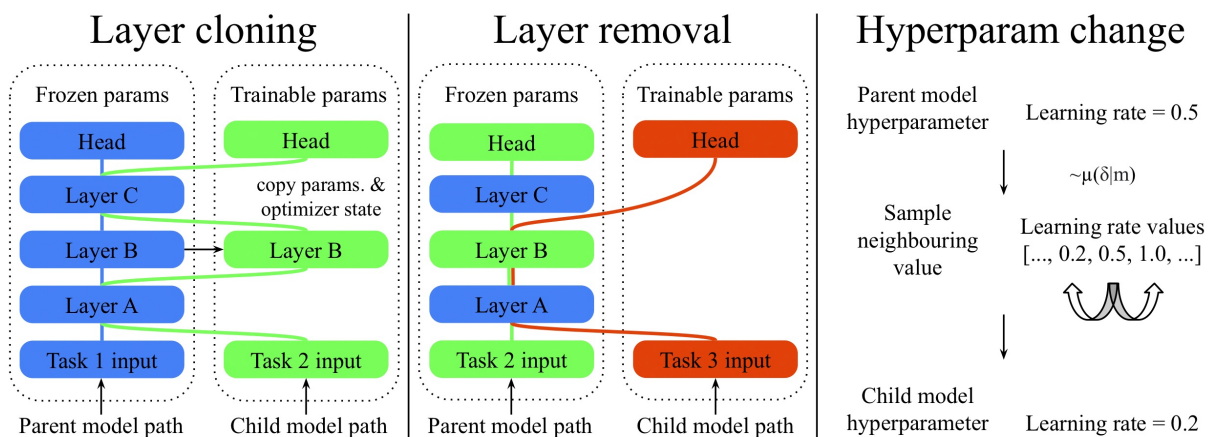 Layer cloning
Frozen params
Trainable params
Head
Head
Layer C
copy params. &
optimizer state
Layer B
Layer B
Layer A
Task 1 input
Task 2 input
Parent model path
Child model path
Layer removal
Frozen params
Trainable params
Head
Head
Layer C
Layer B
Layer A
Task 2 input
Task 3 input
Parent model path
Child model path
Hyperparam change
Parent model
hyperparameter
Learning rate = 0.5
~μ(δ|m)
Sample
neighbouring
value
Learning rate values
[..., 0.2, 0.5, 1.0, ...]
Child model
hyperparameter
Learning rate = 0.2